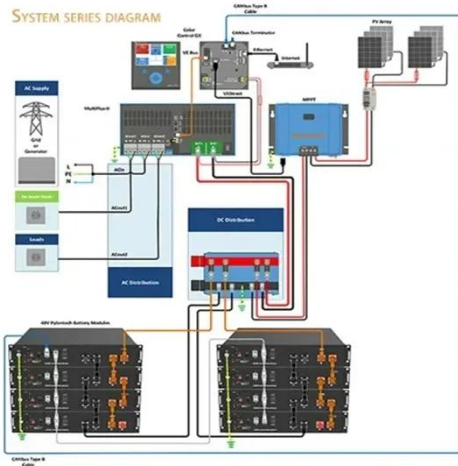 SYSTEM SERIES DIAGRAM
CANbus Type B
Cable
Color
Control GX
CANbus Terminator
PV Array
VE Bus
Ethernet
Internet
AC Supply
VE Direct
MultiPlus-II
MPPT
Grid
or
Generator
L
PE
N
ACin
ACout1
DC Distribution
Loads
ACout2
AC Distribution
48V Pylontech Battery Modules
CANbus Type B
Cable